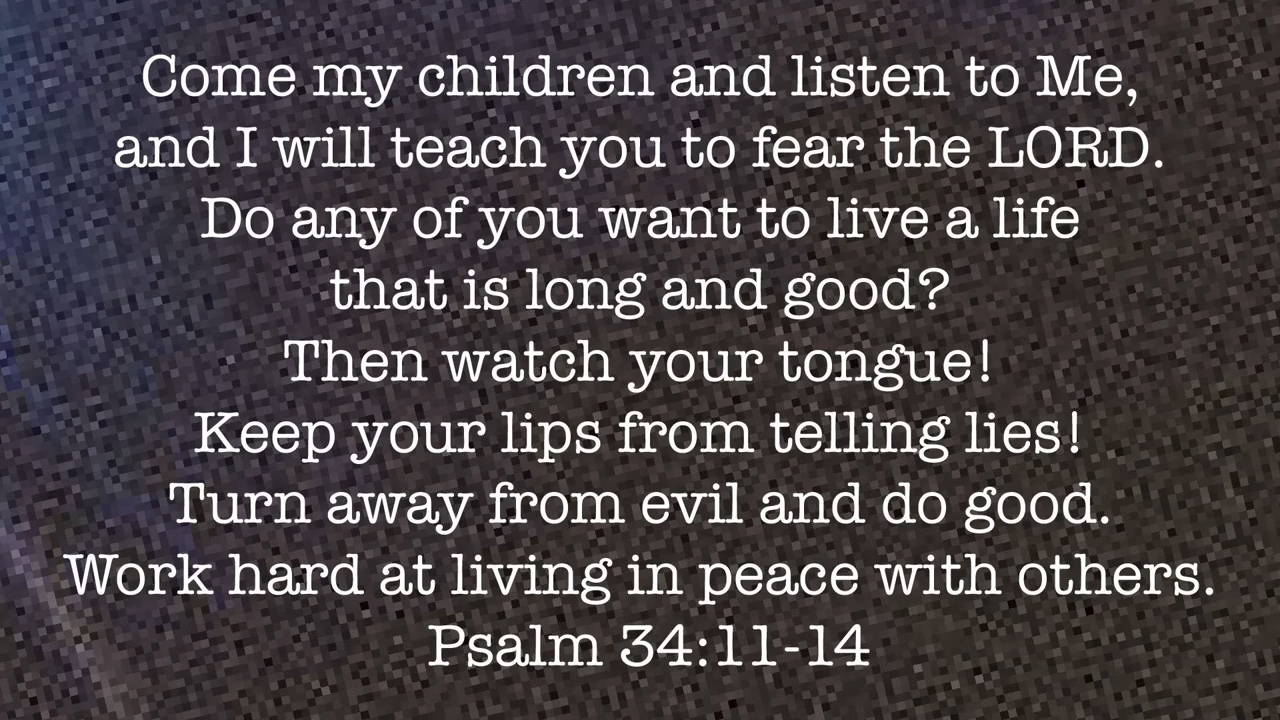 Come my children and listen to Me,
and I will teach you to fear the LORD.
Do any of you want to live a life
that is long and good?
Then watch your tongue!
Keep your lips from telling lies!
Turn away from evil and do good.
Work hard at living in peace with others.
Psalm 34:11-14